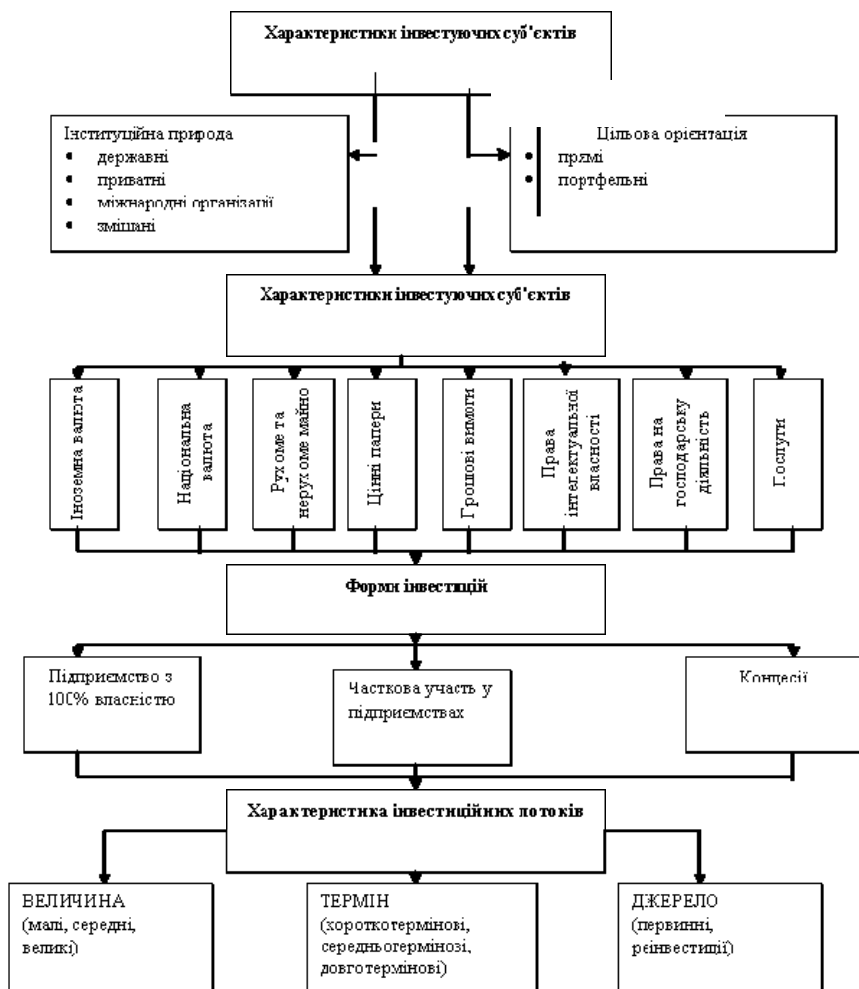 Характеристики інвестуючих суб'єктів
Інституційна природа
• державні
• приватні
• міжнародні організації
• змішані
Цільова орієнтація
• прямі
• портфельні
Характеристики інвестуючих суб'єктів
Іноземна валюта
Національна
валюта
Рухоме та
нерухоме майно
Цінні папери
Грошові вимоги
Права
інтелектуальної
власності
Права на
господарську
діяльність
Послуги
Форми інвестицій
Підприємство з
100% власністю
Часткова участь у
підприємствах
Концесії
Характеристика інвестиційних потоків
ВЕЛИЧИНА
(малі, середні,
великі)
ТЕРМІН
(короткотермінові,
середньотермінові,
довготермінові)
ДЖЕРЕЛО
(первинні,
реінвестиції)